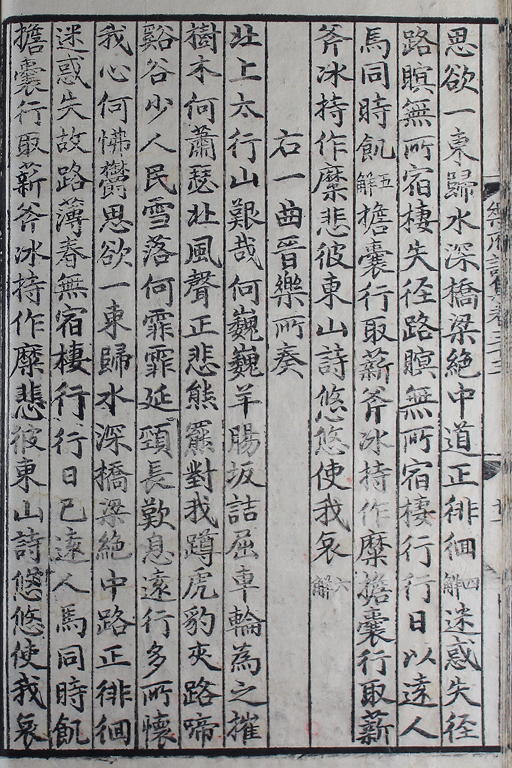 思欲一東歸水深橋梁絶中道正徘徊四解迷惑失徑
路暝無所宿棲失徑路暝無所宿棲行行日以遠人
馬同時飢五解擔囊行取薪斧冰持作糜擔囊行取薪
斧冰持作糜悲彼東山詩悠悠使我哀六解
右一曲晉樂所奏
北上太行山艱哉何巍巍羊腸坂詰屈車輪為之摧
樹木何蕭瑟北風聲正悲熊羆對我蹲虎豹夾路啼
谿谷少人民雪落何霏霏延頸長歎息遠行多所懷
我心何怫鬱思欲一東歸水深橋梁絶中路正徘徊
迷惑失故路薄暮無宿棲行行日已遠人馬同時飢
擔囊行取薪斧冰持作糜悲彼東山詩悠悠使我哀